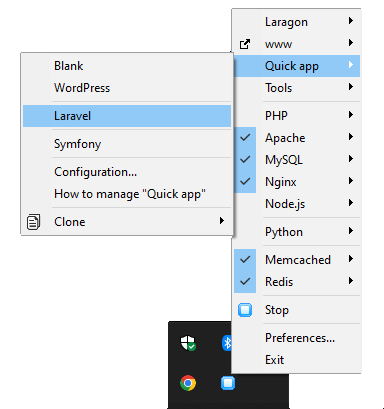 Laragon
www
Quick app
Tools
PHP
Apache
MySQL
Nginx
Node.js
Python
Memcached
Redis
Stop
Preferences...
Exit
Blank
WordPress
Laravel
Symfony
Configuration...
How to manage "Quick app"
Clone